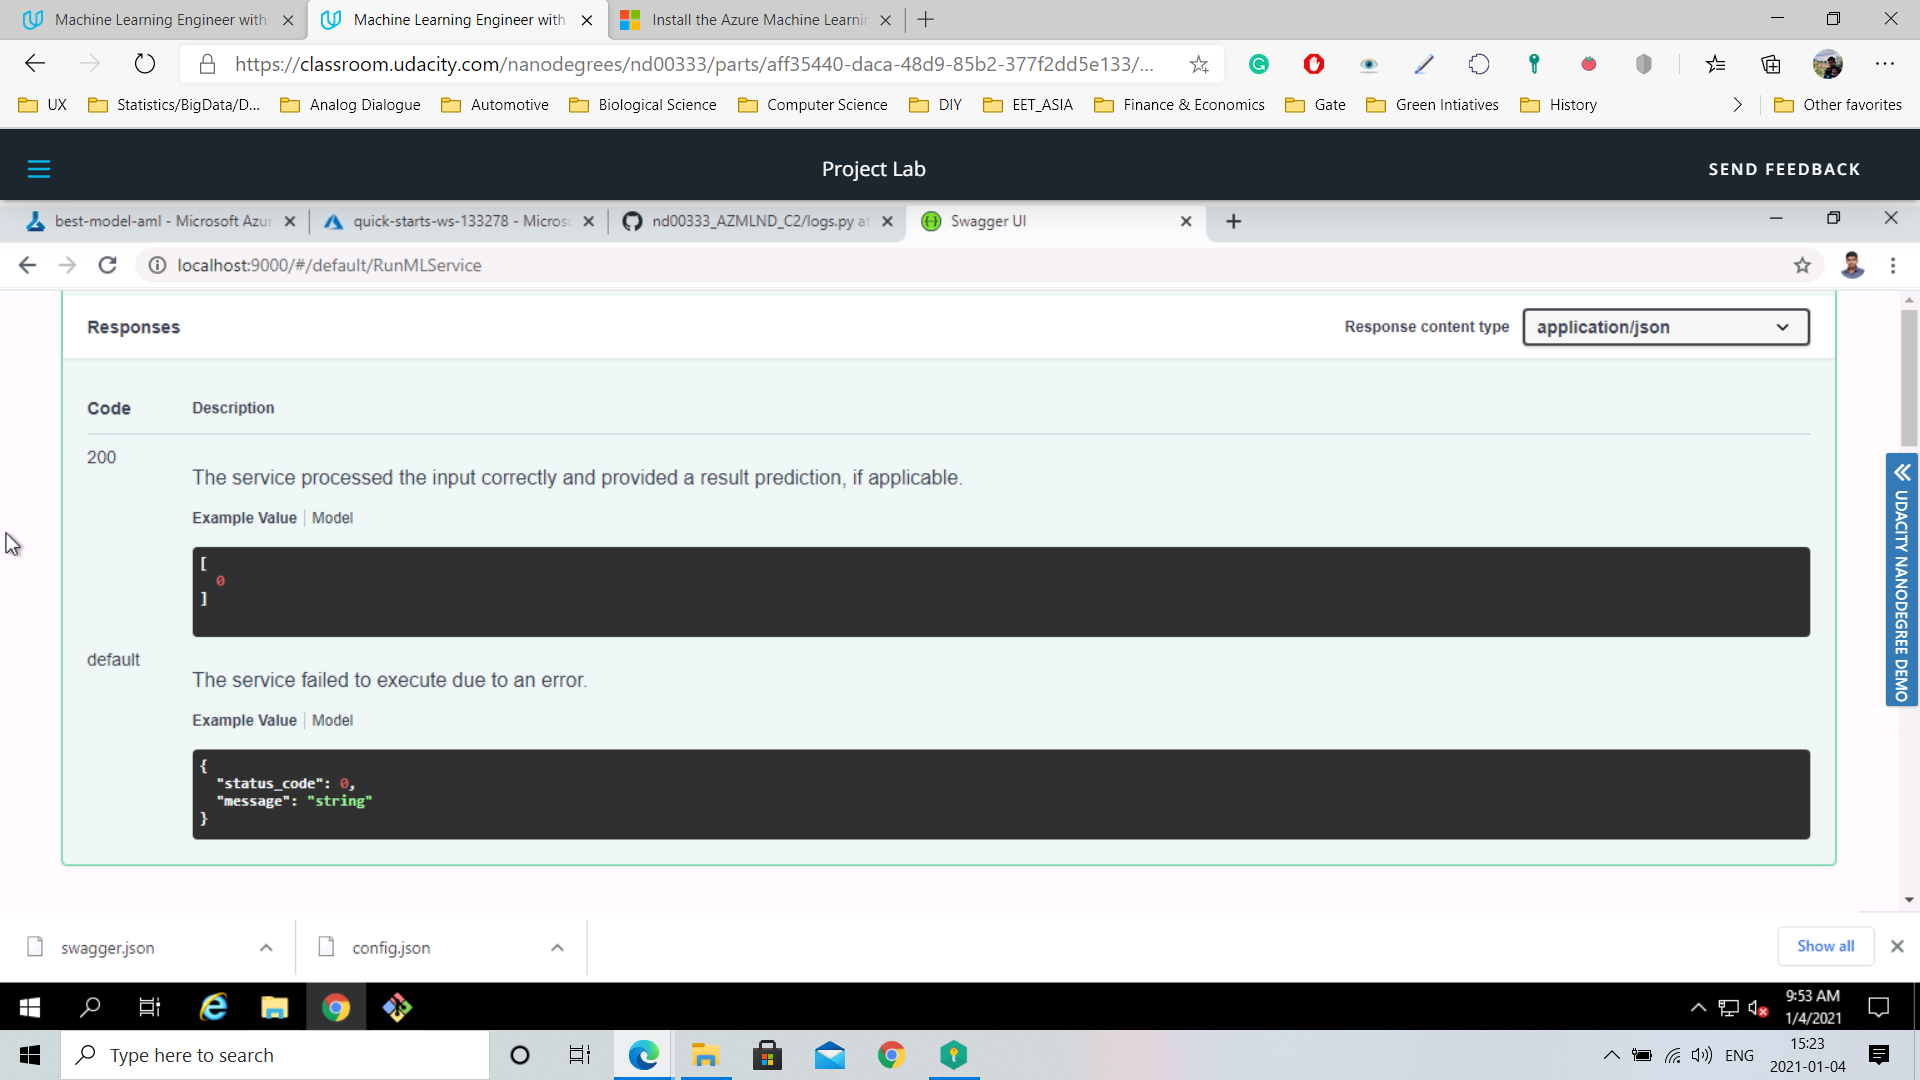 Machine Learning Engineer with
Machine Learning Engineer with
Install the Azure Machine Learnin
https://classroom.udacity.com/nanodegrees/nd00333/parts/aff35440-daca-48d9-85b2-377f2dd5e133/...
UX
Statistics/BigData/D...
Analog Dialogue
Automotive
Biological Science
Computer Science
DIY
EET_ASIA
Finance & Economics
Gate
Green Intiatives
History
Other favorites
Project Lab
SEND FEEDBACK
best-model-aml - Microsoft Azur
quick-starts-ws-133278 - Micros
nd00333_AZMLND_C2/logs.py at
Swagger UI
localhost:9000/#/default/RunMLService
Responses
Response content type
application/json
Code
Description
200
The service processed the input correctly and provided a result prediction, if applicable.
Example Value
Model
[
0
]
default
The service failed to execute due to an error.
Example Value
Model
{
"status_code": 0,
"message": "string"
}
UDACITY NANODEGREE DEMO
swagger.json
config.json
Show all
9:53 AM
1/4/2021
Type here to search
ENG
15:23
2021-01-04